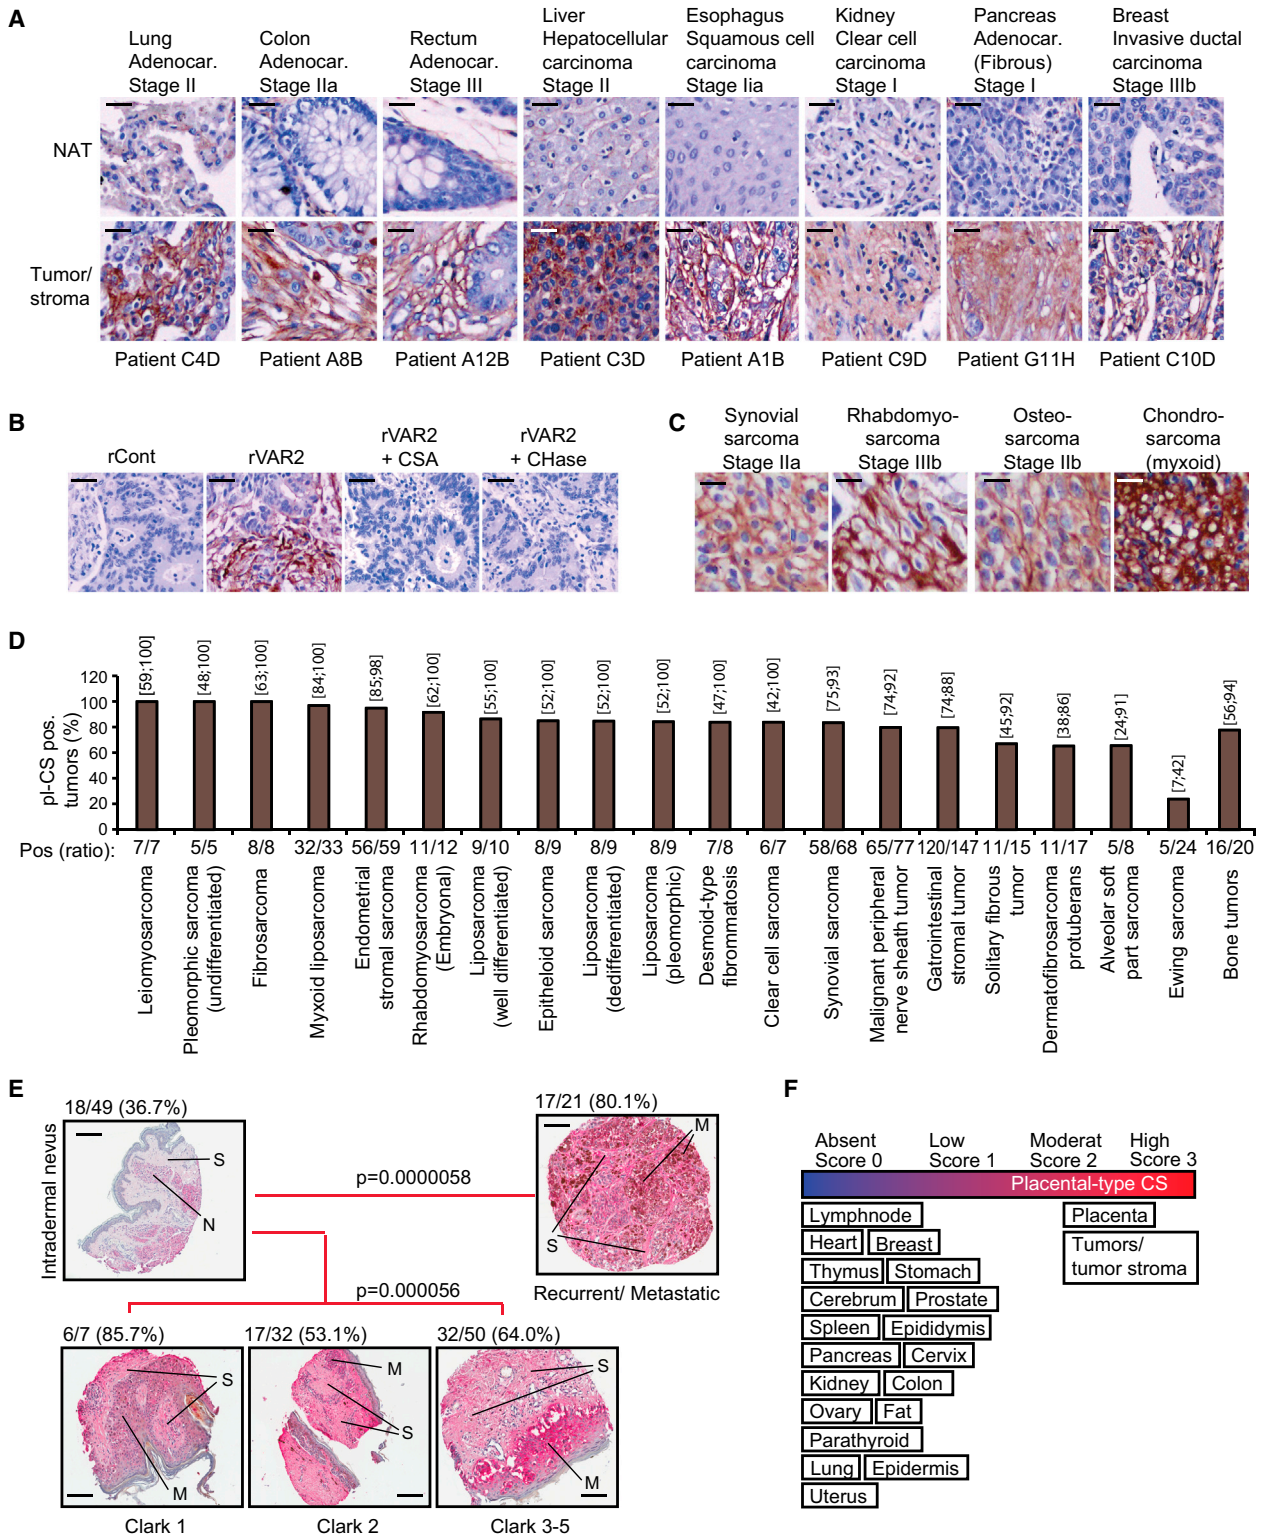 A
Lung
Adenocar.
Stage II
Colon
Adenocar.
Stage IIa
Rectum
Adenocar.
Stage III
Liver
Hepatocellular
carcinoma
Stage II
Esophagus
Squamous cell
carcinoma
Stage Iia
Kidney
Clear cell
carcinoma
Stage I
Pancreas
Adenocar.
(Fibrous)
Stage I
Breast
Invasive ductal
carcinoma
Stage IIIb
NAT
Tumor/
stroma
Patient C4D
Patient A8B
Patient A12B
Patient C3D
Patient A1B
Patient C9D
Patient G11H
Patient C10D
B
rCont
rVAR2
rVAR2
+ CSA
rVAR2
+ CHase
C
Synovial
sarcoma
Stage IIa
Rhabdomyo-
sarcoma
Stage IIIb
Osteo-
sarcoma
Stage IIb
Chondro-
sarcoma
(myxoid)
D
pl-CS pos.
tumors (%)
120
100
80
60
40
20
0
[59;100]
[48;100]
[63;100]
[84;100]
[85;98]
[62;100]
[55;100]
[52;100]
[52;100]
[52;100]
[47;100]
[42;100]
[75;93]
[74;92]
[74;88]
[45;92]
[38;86]
[24;91]
[7;42]
[56;94]
Pos (ratio):
7/7
5/5
8/8
32/33
56/59
11/12
9/10
8/9
8/9
8/9
7/8
6/7
58/68
65/77
120/147
11/15
11/17
5/8
5/24
16/20
Leiomyosarcoma
Pleomorphic sarcoma
(undifferentiated)
Fibrosarcoma
Myxoid liposarcoma
Endometrial
stromal sarcoma
Rhabdomyosarcoma
(Embryonal)
Liposarcoma
(well differentiated)
Epitheloid sarcoma
Liposarcoma
(dedifferentiated)
Liposarcoma
(pleomorphic)
Desmoid-type
fibrommatosis
Clear cell sarcoma
Synovial sarcoma
Malignant peripheral
nerve sheath tumor
Gatrointestinal
stromal tumor
Solitary fibrous
tumor
Dermatofibrosarcoma
protuberans
Alveolar soft
part sarcoma
Ewing sarcoma
Bone tumors
E
18/49 (36.7%)
Intradermal nevus
S
N
p=0.0000058
17/21 (80.1%)
M
S
Recurrent/ Metastatic
p=0.000056
6/7 (85.7%)
S
M
Clark 1
17/32 (53.1%)
M
S
Clark 2
32/50 (64.0%)
S
M
Clark 3-5
F
Absent
Score 0
Low
Score 1
Moderat
Score 2
High
Score 3
Placental-type CS
Lymphnode
Placenta
Heart
Breast
Tumors/
tumor stroma
Thymus
Stomach
Cerebrum
Prostate
Spleen
Epididymis
Pancreas
Cervix
Kidney
Colon
Ovary
Fat
Parathyroid
Lung
Epidermis
Uterus